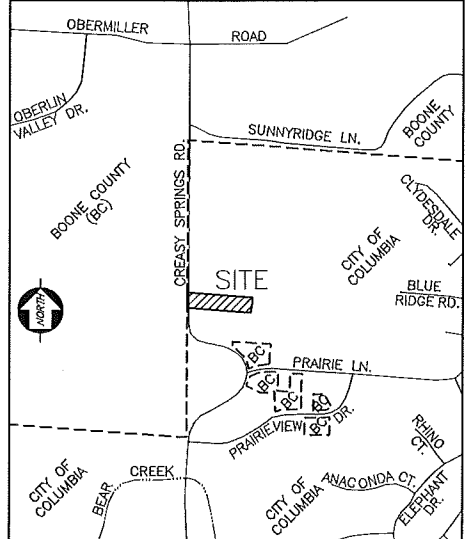 OBERMILLER ROAD
OBERLIN
VALLEY DR.
BOONE COUNTY
(BC)
CREASY SPRINGS RD.
SUNNYRIDGE LN.
BOONE
COUNTY
CLYDESDALE
DR.
CITY OF
COLUMBIA
BLUE
RIDGE RD.
NORTH
SITE
BC
PRAIRIE LN.
BC
BC
BC
BC
PRAIRIEVIEW DR.
RHINO
CT.
CITY OF
COLUMBIA
BEAR CREEK
CITY OF
COLUMBIA
ANACONDA CT.
ELEPHANT
DR.